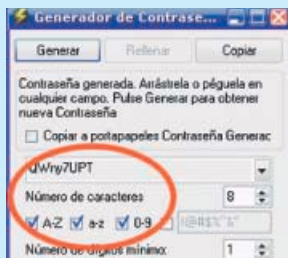 Generador de Contrase...
Generar Rellenar Copiar
Contraseña generada. Arrástrela o péguela en
cualquier campo. Pulse Generar para obtener
nueva Contraseña
Copiar a portapapeles Contraseña Generac
QWny7UPT
Número de caracteres 8
A-Z a-z 0-9
Número de dígitos mínimo: 1